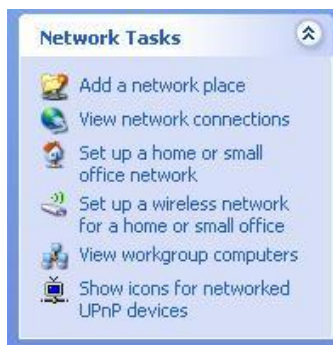 Network Tasks
Add a network place
View network connections
Set up a home or small
office network
Set up a wireless network
for a home or small office
View workgroup computers
Show icons for networked
UPnP devices